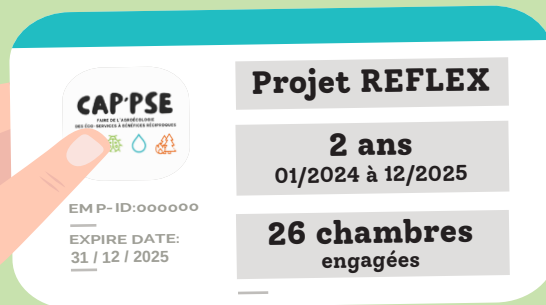 CAP'PSE
FAIRE DE L'AGROÉCOLOGIE
DES ÉCO-SERVICES À BÉNÉFICES RÉCIPROQUES
EMP-ID:000000
EXPIRE DATE:
31 / 12 / 2025
Projet REFLEX
2 ans
01/2024 à 12/2025
26 chambres
engagées